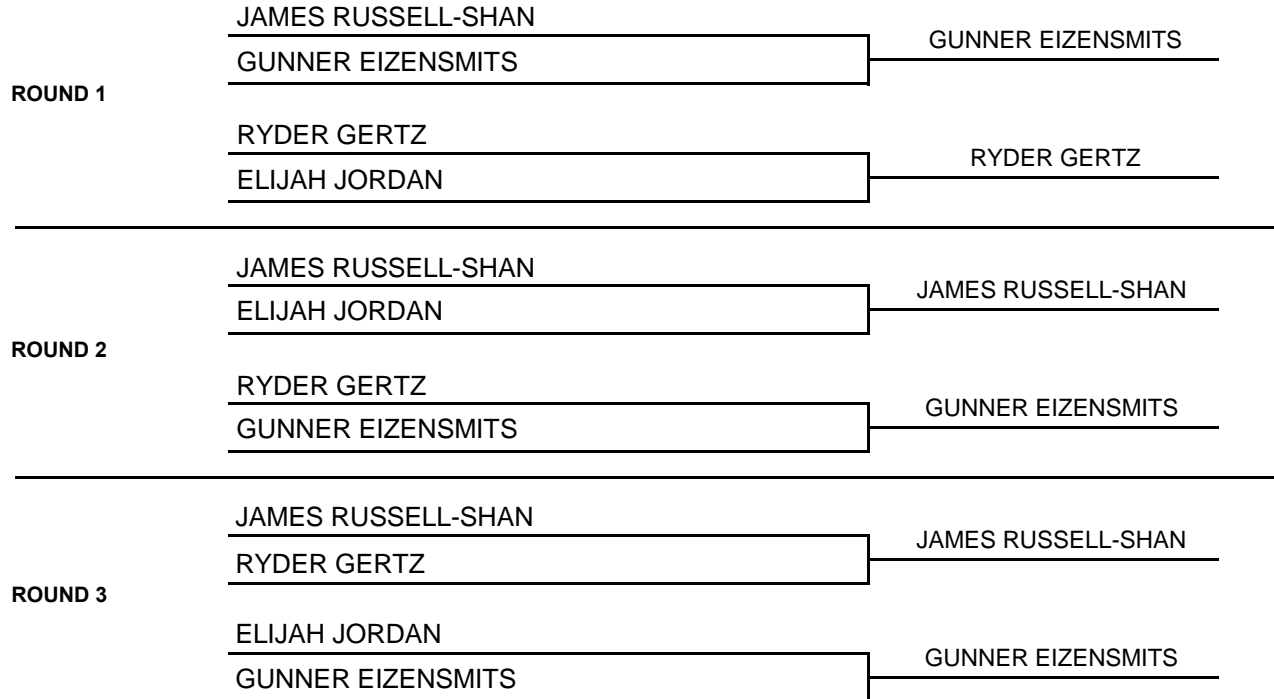 JAMES RUSSELL-SHAN
GUNNER EIZENSMITS
GUNNER EIZENSMITS
ROUND 1
RYDER GERTZ
RYDER GERTZ
ELIJAH JORDAN
JAMES RUSSELL-SHAN
JAMES RUSSELL-SHAN
ELIJAH JORDAN
ROUND 2
RYDER GERTZ
GUNNER EIZENSMITS
GUNNER EIZENSMITS
JAMES RUSSELL-SHAN
JAMES RUSSELL-SHAN
RYDER GERTZ
ROUND 3
ELIJAH JORDAN
GUNNER EIZENSMITS
GUNNER EIZENSMITS